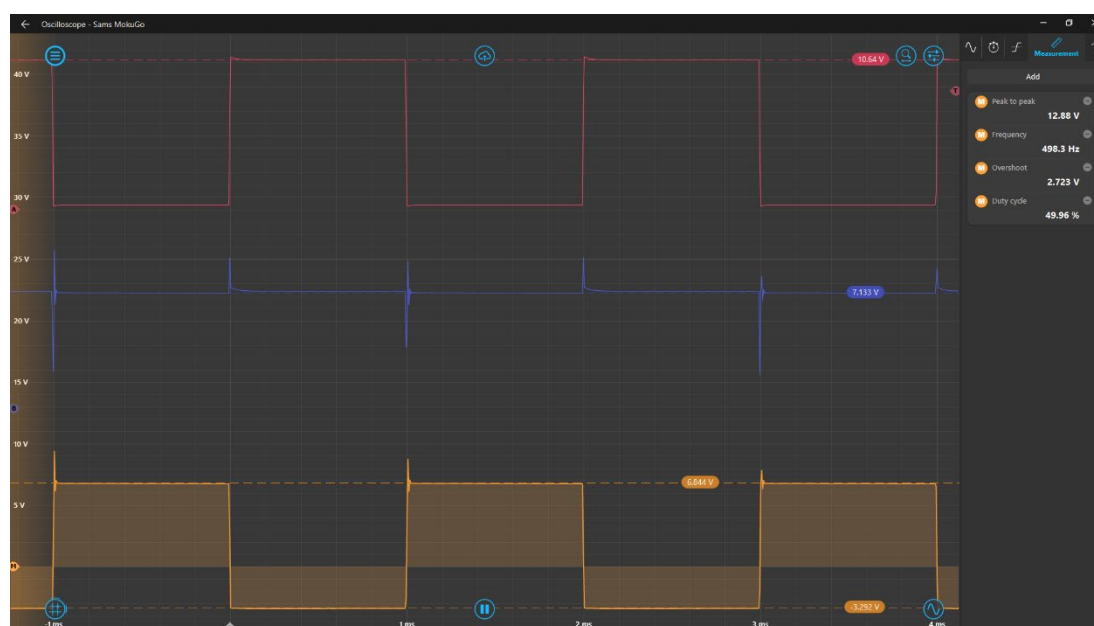 Oscilloscope - Sams MokuGo
Measurement
Add
10.64 V
40 V
T
M Peak to peak
12.88 V
M Frequency
498.3 Hz
35 V
M Overshoot
2.723 V
30 V
A
M Duty cycle
49.96 %
25 V
7.133 V
20 V
15 V
10 V
6.844 V
5 V
M
-3.292 V
-1 ms
1 ms
2 ms
3 ms
4 ms